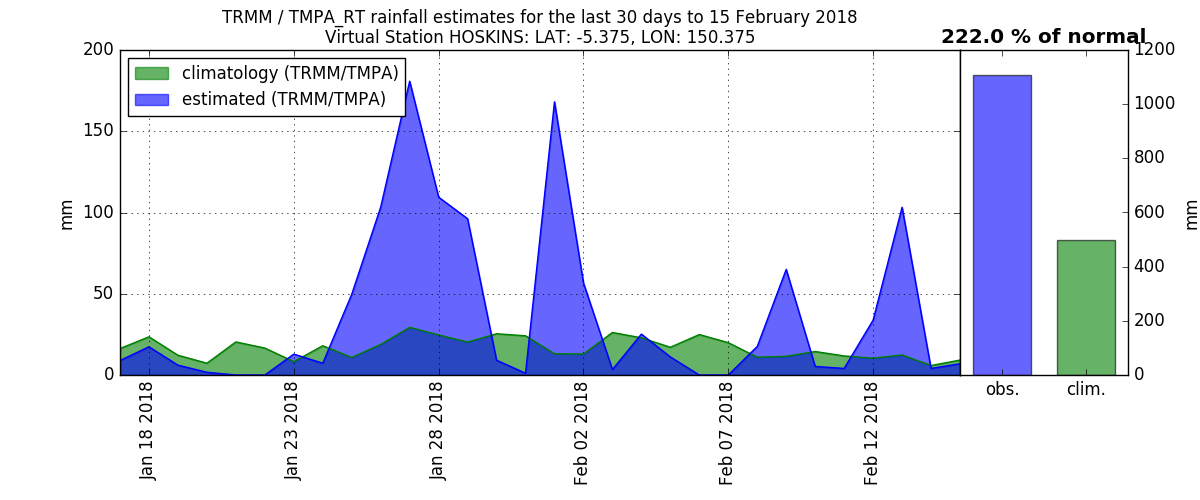 TRMM / TMPA_RT rainfall estimates for the last 30 days to 15 February 2018
Virtual Station HOSKINS: LAT: -5.375, LON: 150.375
222.0 % of normal
climatology (TRMM/TMPA)
estimated (TRMM/TMPA)
200
150
100
50
0
mm
Jan 18 2018
Jan 23 2018
Jan 28 2018
Feb 02 2018
Feb 07 2018
Feb 12 2018
1200
1000
800
600
400
200
0
mm
obs.
clim.